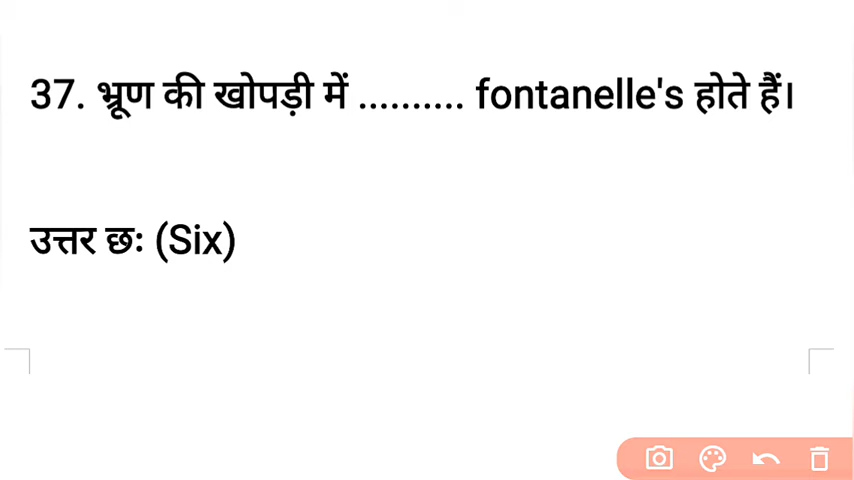 37. भ्रूण की खोपड़ी में .......... fontanelle's होते हैं।
उत्तर छः (Six)